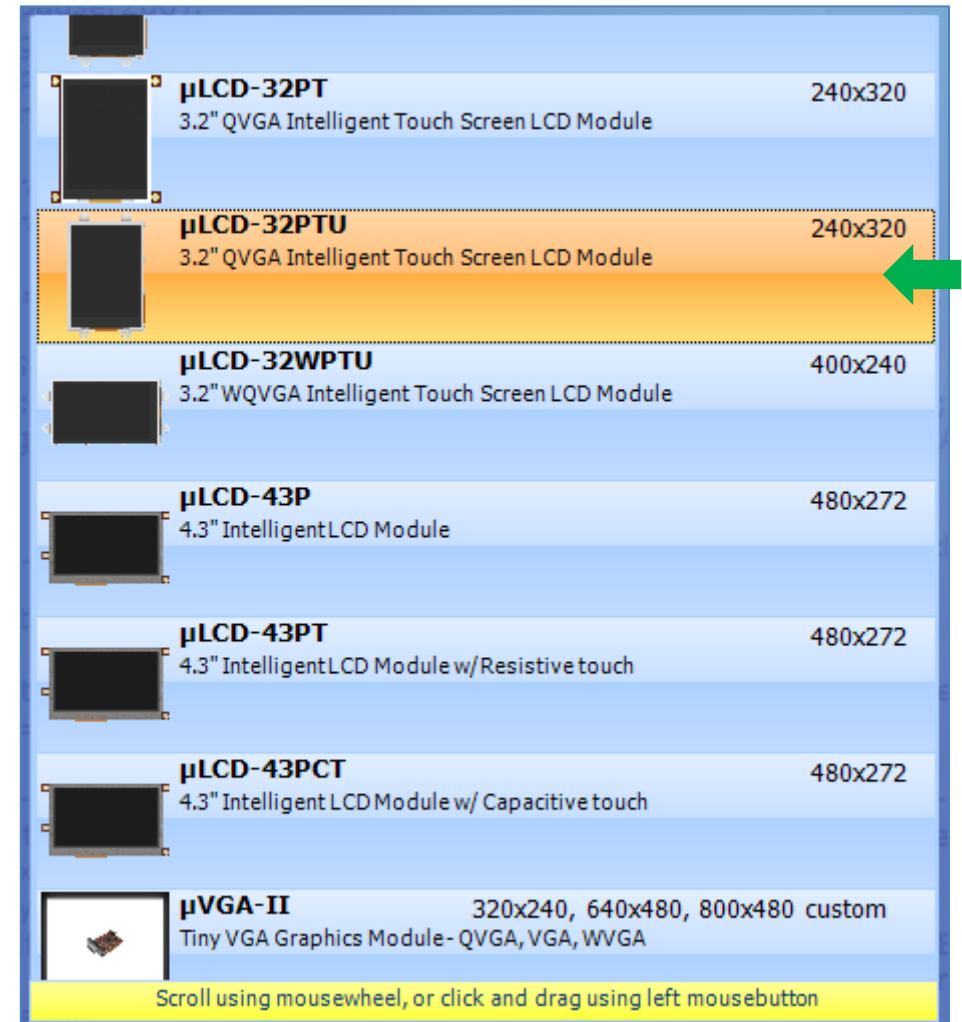 µLCD-32PT 240x320
3.2" QVGA Intelligent Touch Screen LCD Module
µLCD-32PTU 240x320
3.2" QVGA Intelligent Touch Screen LCD Module
µLCD-32WPTU 400x240
3.2" WQVGA Intelligent Touch Screen LCD Module
µLCD-43P 480x272
4.3" Intelligent LCD Module
µLCD-43PT 480x272
4.3" Intelligent LCD Module w/ Resistive touch
µLCD-43PCT 480x272
4.3" Intelligent LCD Module w/ Capacitive touch
µVGA-II 320x240, 640x480, 800x480 custom
Tiny VGA Graphics Module - QVGA, VGA, WVGA
Scroll using mousewheel, or click and drag using left mousebutton